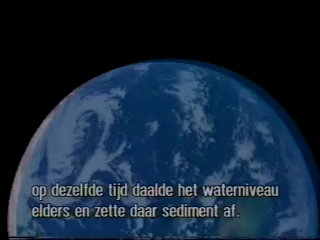 op dezelfde tijd daalde het waterniveau
elders en zette daar sediment af.